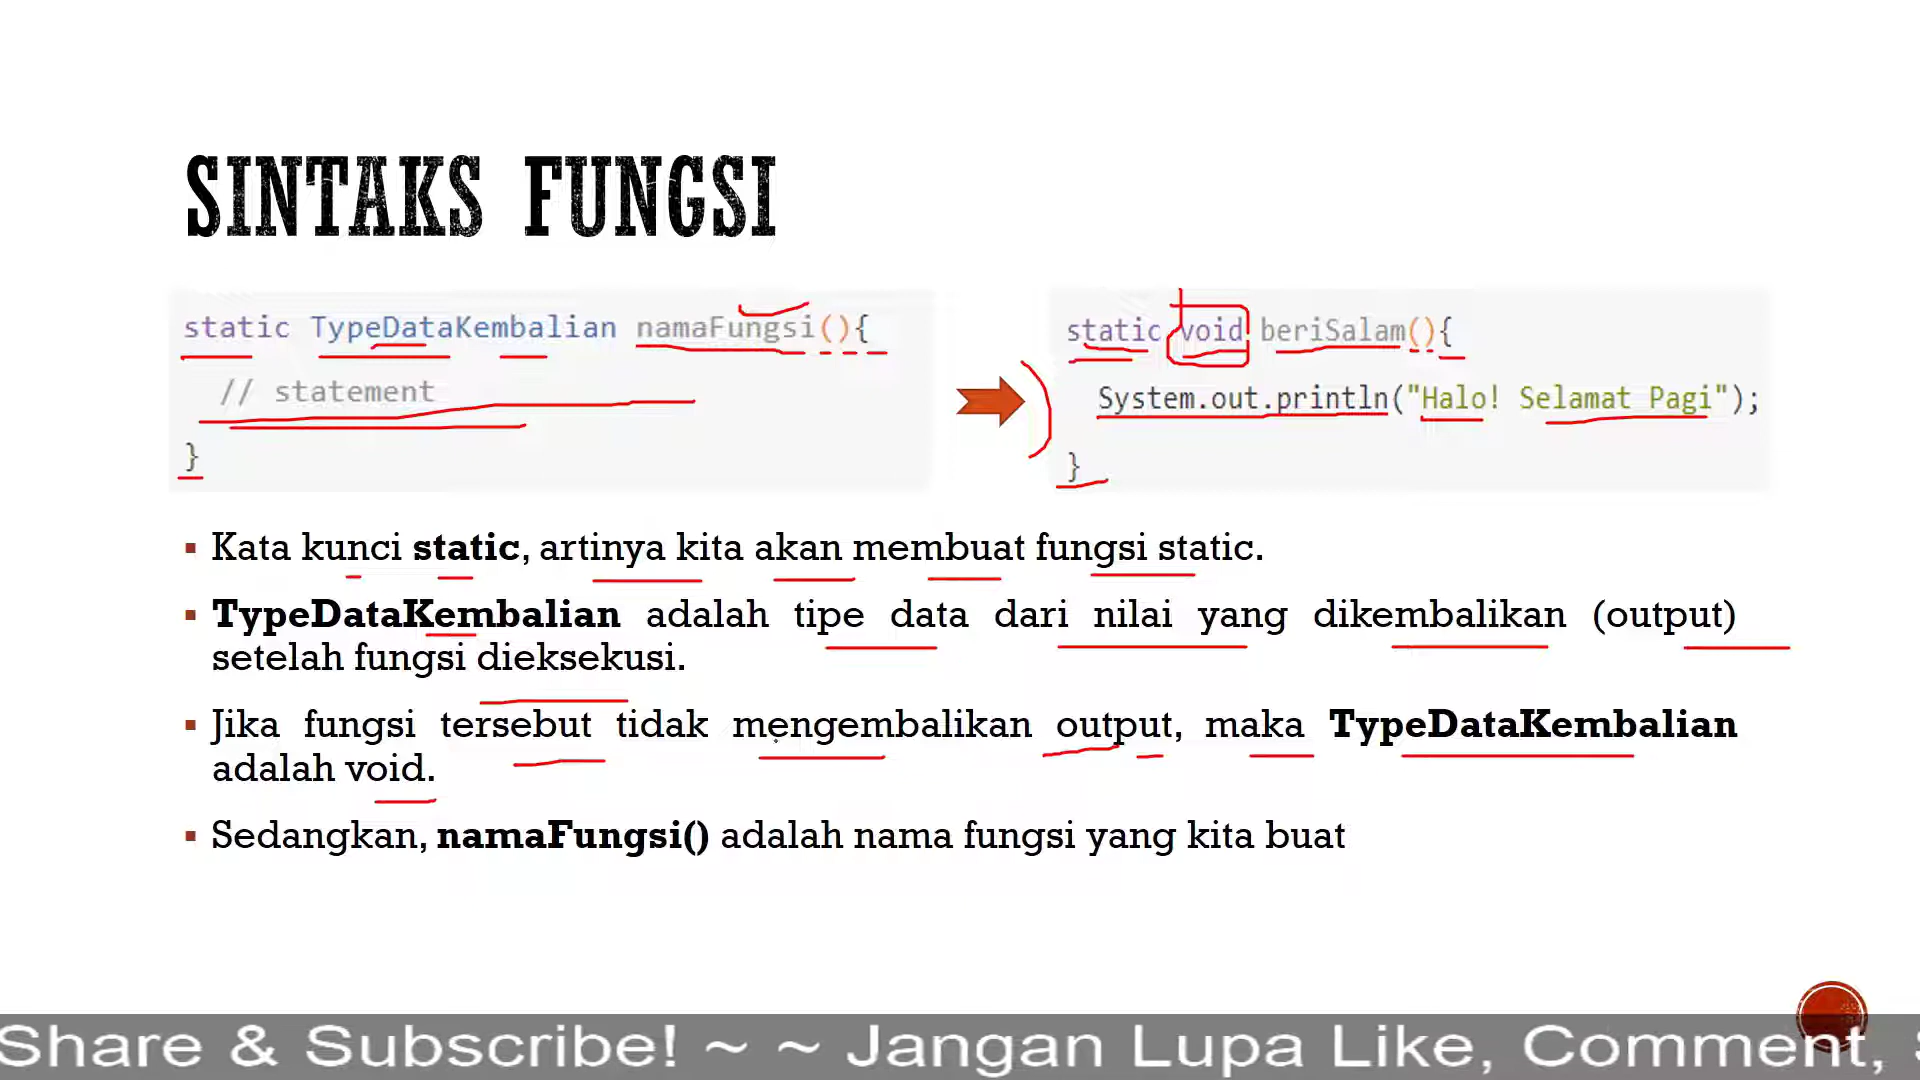 SINTAKS FUNGSI
static TypeDataKembalian namaFungsi(){
// statement
}
static void beriSalam(){
System.out.println("Halo! Selamat Pagi");
}
▪ Kata kunci static, artinya kita akan membuat fungsi static.
▪ TypeDataKembalian adalah tipe data dari nilai yang dikembalikan (output)
setelah fungsi dieksekusi.
▪ Jika fungsi tersebut tidak mengembalikan output, maka TypeDataKembalian
adalah void.
▪ Sedangkan, namaFungsi() adalah nama fungsi yang kita buat
Share & Subscribe! ~ ~ Jangan Lupa Like, Comment,